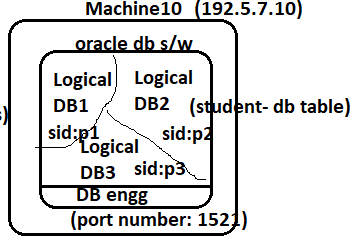 Machine10 (192.5.7.10)
oracle db s/w
Logical Logical
DB1 DB2
s) (student- db table)
sid:p1 sid:p2
Logical
DB3 sid:p3
DB engg
(port number: 1521)